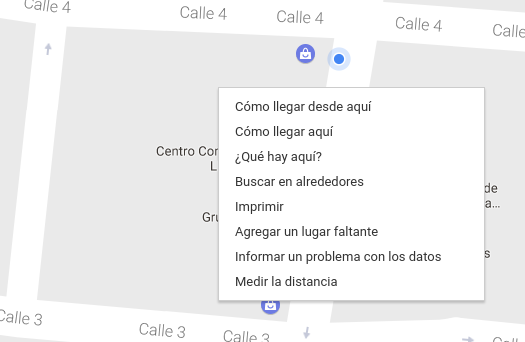 Calle 4
Calle 4
Calle 4
Calle 4
Calle
Cómo llegar desde aquí
Cómo llegar aquí
¿Qué hay aquí?
Buscar en alrededores
Imprimir
Agregar un lugar faltante
Informar un problema con los datos
Medir la distancia
Centro
de
Calle 3
Calle 3
Calle 3